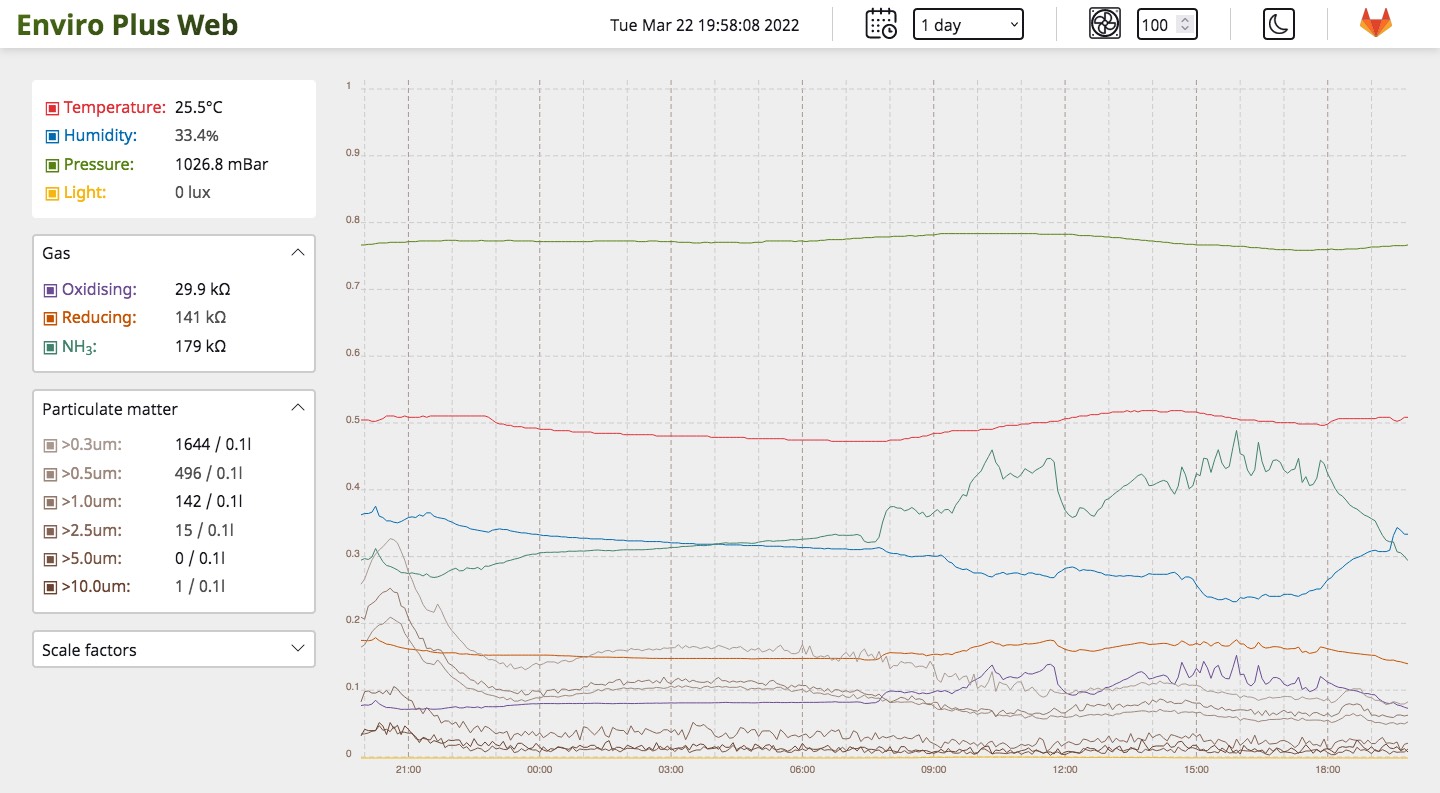 Enviro Plus Web
Tue Mar 22 19:58:08 2022
1 day
100
Temperature: 25.5°C
Humidity: 33.4%
Pressure: 1026.8 mBar
Light: 0 lux
Gas
Oxidising: 29.9 kΩ
Reducing: 141 kΩ
NH₃: 179 kΩ
Particulate matter
>0.3um: 1644 / 0.1l
>0.5um: 496 / 0.1l
>1.0um: 142 / 0.1l
>2.5um: 15 / 0.1l
>5.0um: 0 / 0.1l
>10.0um: 1 / 0.1l
Scale factors
1
0.9
0.8
0.7
0.6
0.5
0.4
0.3
0.2
0.1
0
21:00 00:00 03:00 06:00 09:00 12:00 15:00 18:00